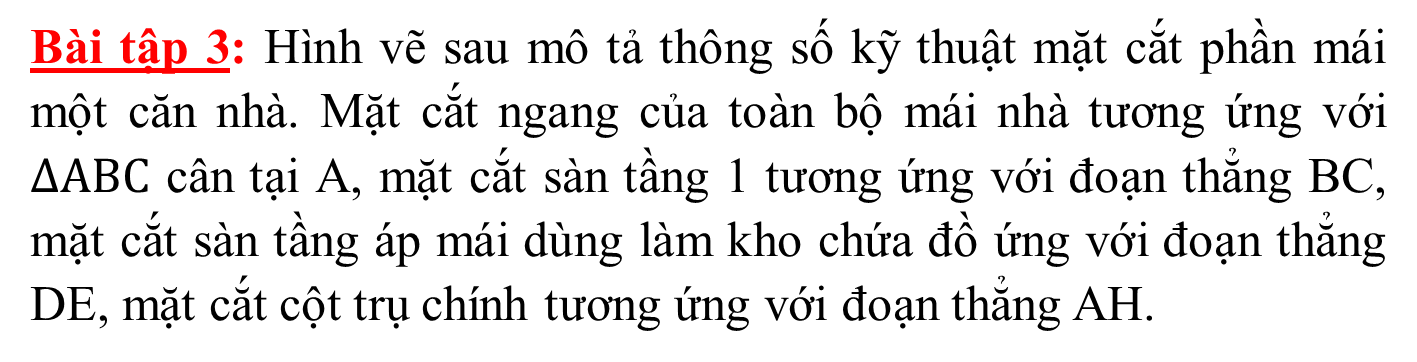 Bài tập 3: Hình vẽ sau mô tả thông số kỹ thuật mặt cắt phần mái
một căn nhà. Mặt cắt ngang của toàn bộ mái nhà tương ứng với
ΔABC cân tại A, mặt cắt sàn tầng 1 tương ứng với đoạn thẳng BC,
mặt cắt sàn tầng áp mái dùng làm kho chứa đồ ứng với đoạn thẳng
DE, mặt cắt cột trụ chính tương ứng với đoạn thẳng AH.